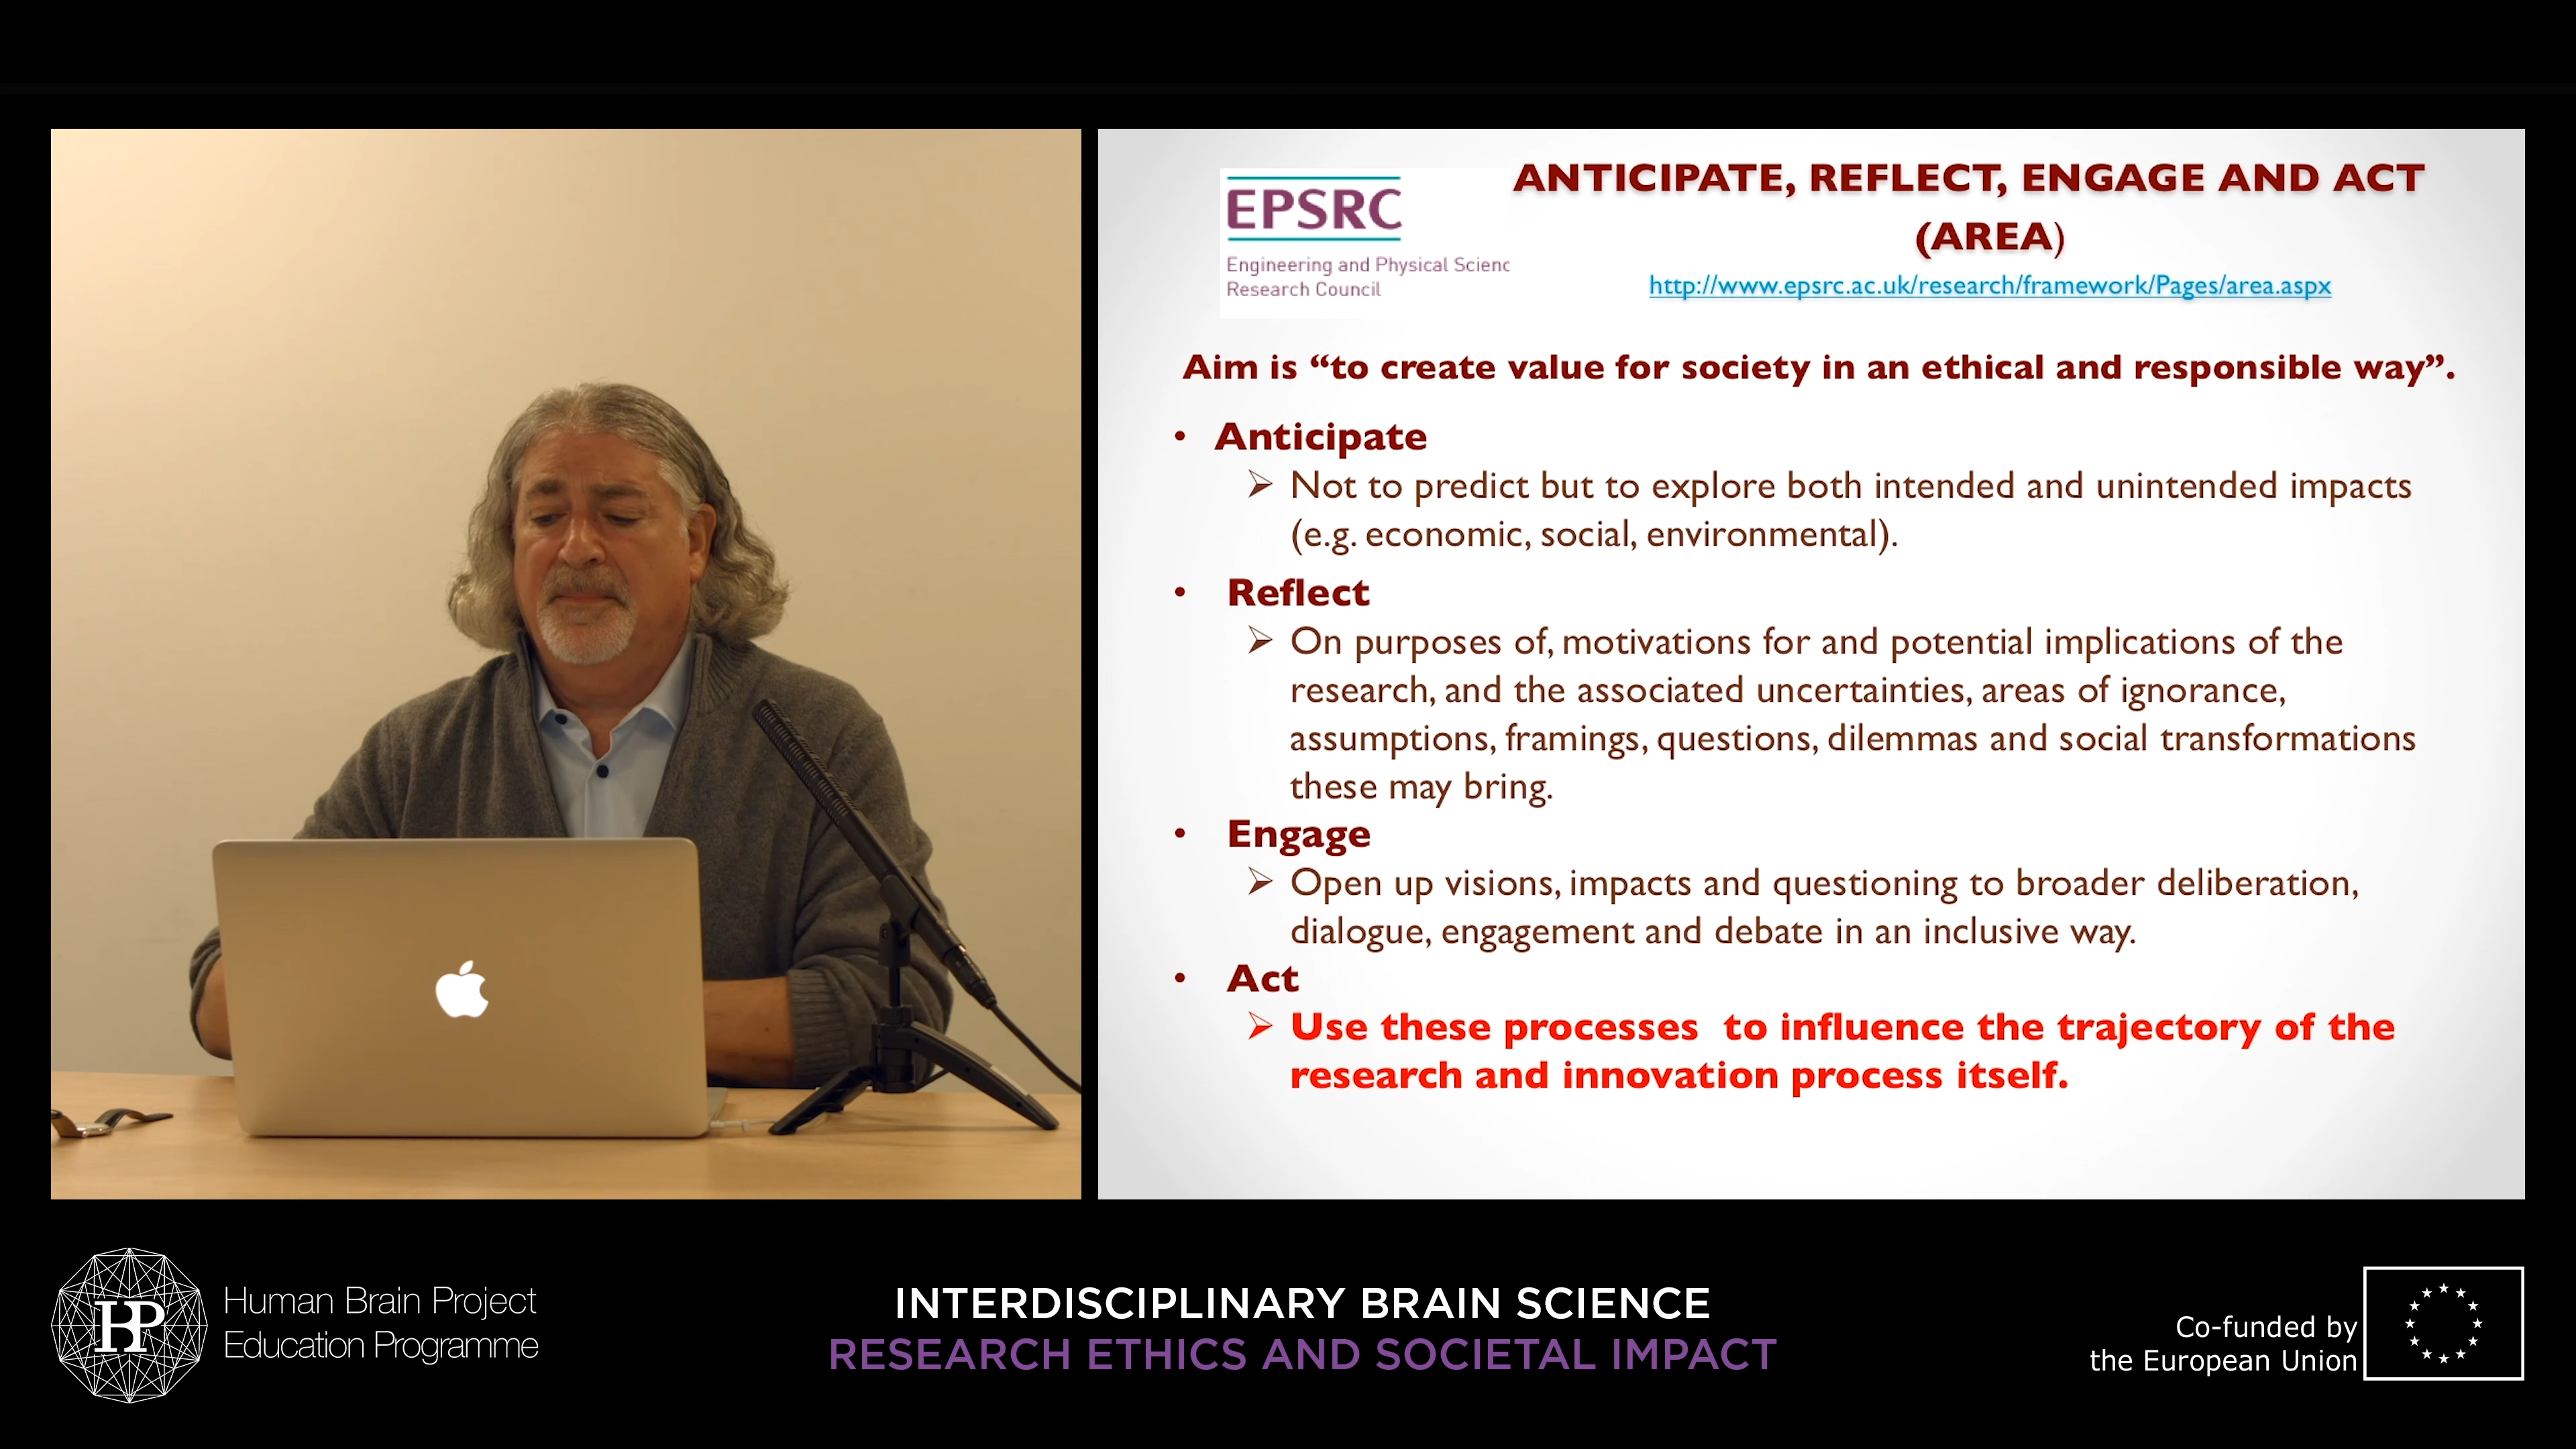 EPSRC
Engineering and Physical Scienc
Research Council
ANTICIPATE, REFLECT, ENGAGE AND ACT
(AREA)
http://www.epsrc.ac.uk/research/framework/Pages/area.aspx
Aim is “to create value for society in an ethical and responsible way”.
• Anticipate
➢ Not to predict but to explore both intended and unintended impacts
(e.g. economic, social, environmental).
• Reflect
➢ On purposes of, motivations for and potential implications of the
research, and the associated uncertainties, areas of ignorance,
assumptions, framings, questions, dilemmas and social transformations
these may bring.
• Engage
➢ Open up visions, impacts and questioning to broader deliberation,
dialogue, engagement and debate in an inclusive way.
• Act
➢ Use these processes  to influence the trajectory of the
research and innovation process itself.
HBP
Human Brain Project
Education Programme
INTERDISCIPLINARY BRAIN SCIENCE
RESEARCH ETHICS AND SOCIETAL IMPACT
Co-funded by
the European Union